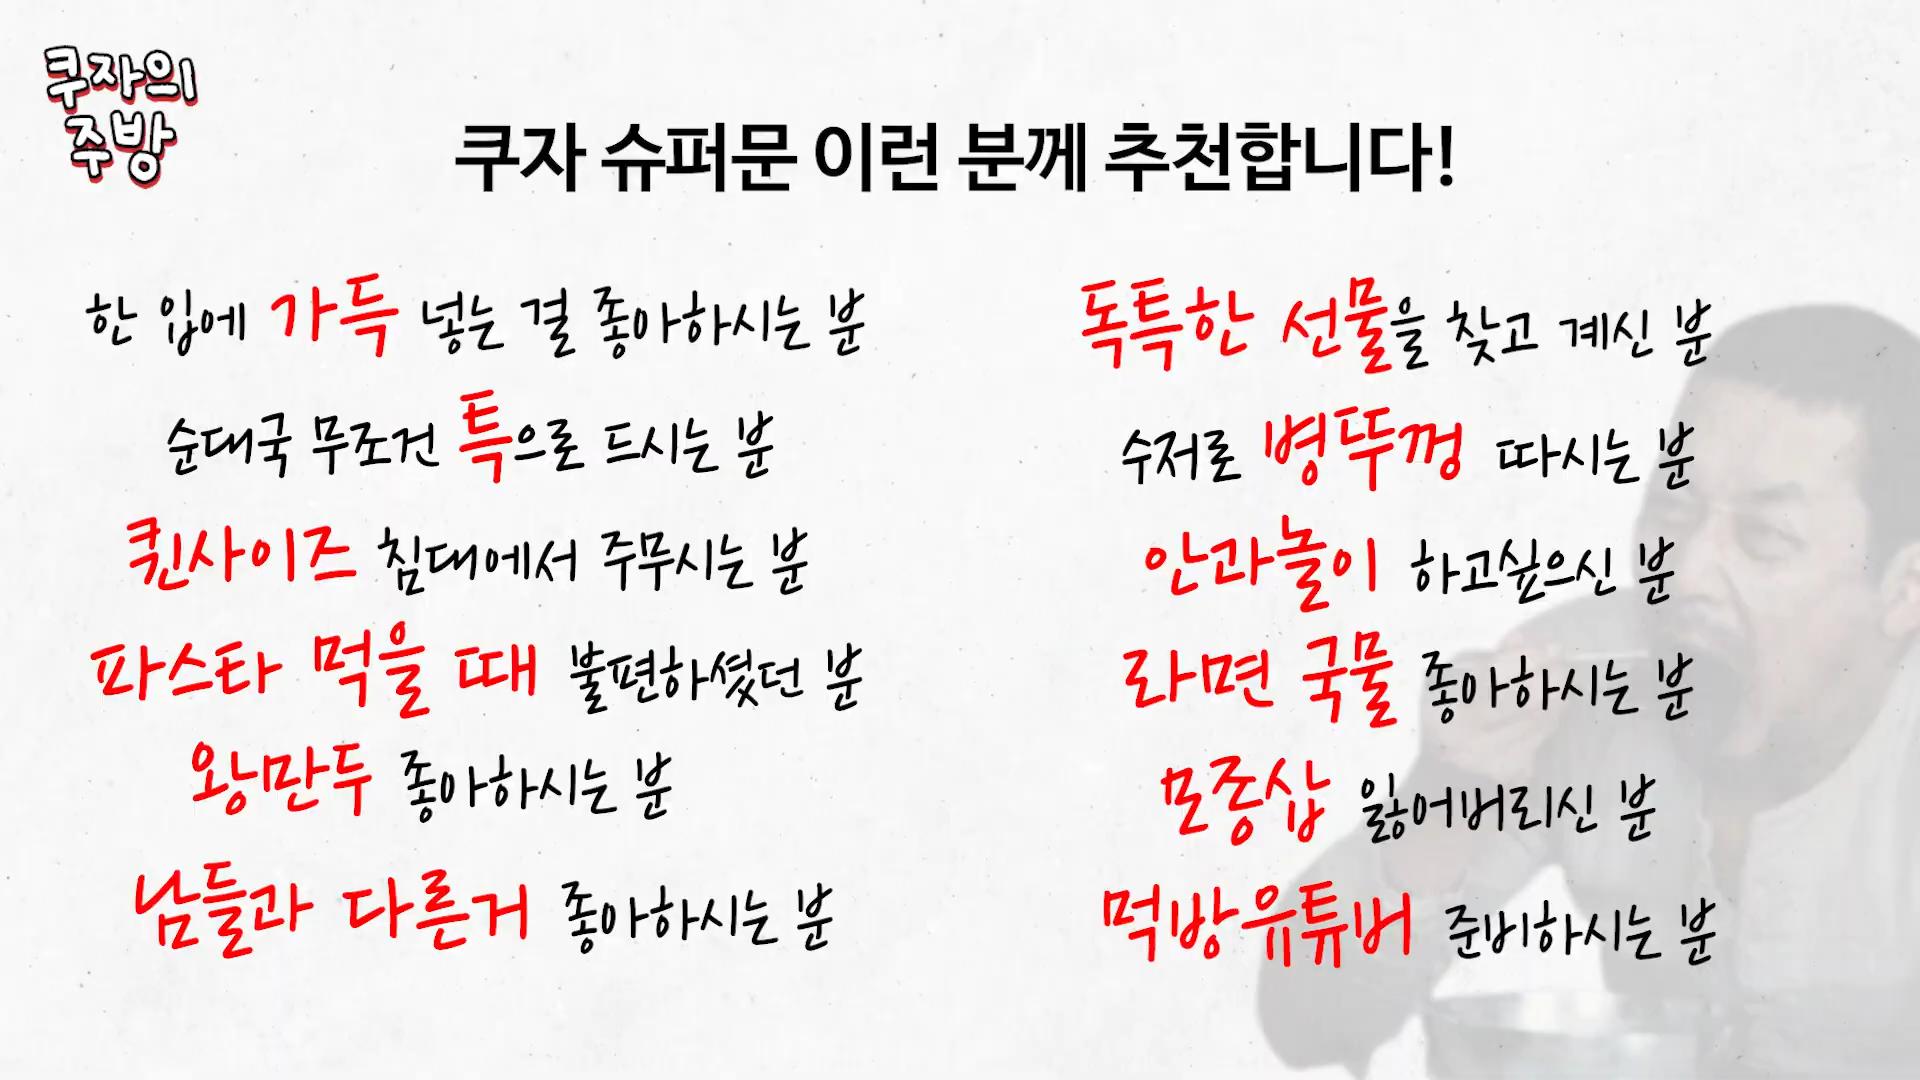 쿠자의
주방
쿠자 슈퍼문 이런 분께 추천합니다!
한 입에 가득 넣는 걸 좋아하시는 분
순대국 무조건 특으로 드시는 분
퀸사이즈 침대에서 주무시는 분
파스타 먹을 때 불편하셨던 분
왕만두 좋아하시는 분
남들과 다른거 좋아하시는 분
독특한 선물을 찾고 계신 분
수저로 병뚜껑 따시는 분
안과놀이 하고싶으신 분
라면 국물 좋아하시는 분
모종삽 잃어버리신 분
먹방유튜버 준비하시는 분